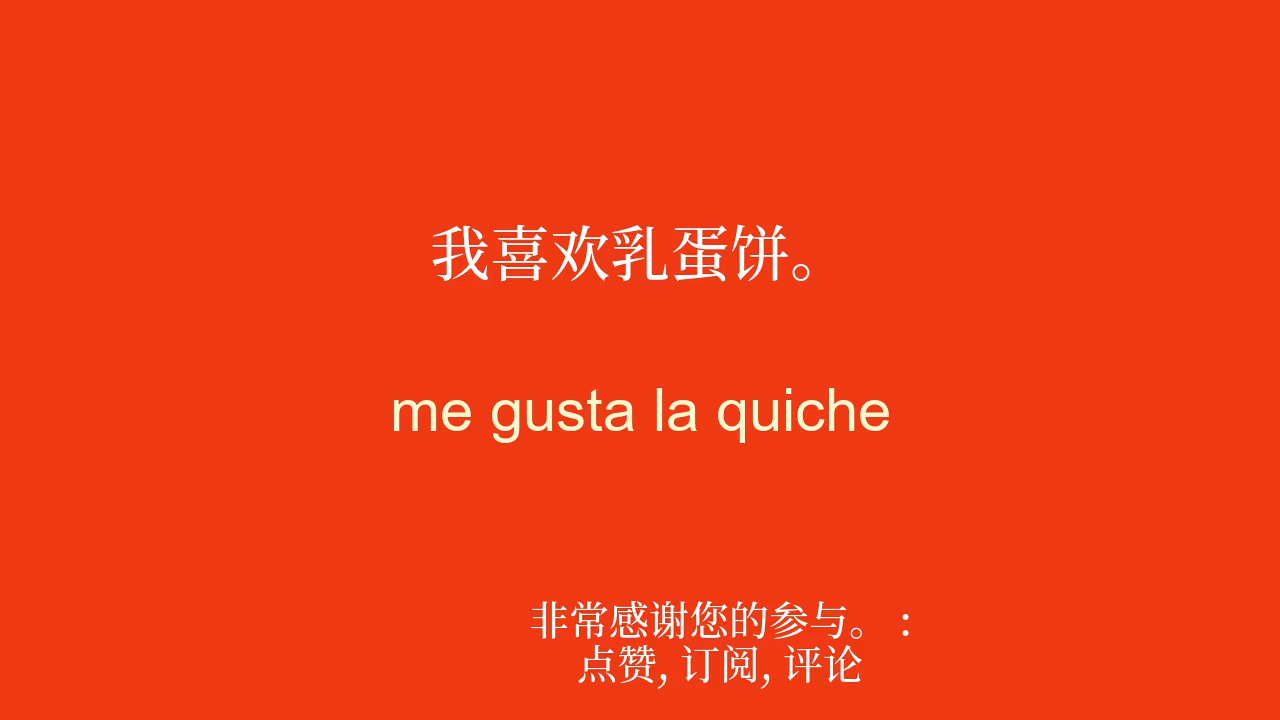 我喜欢乳蛋饼。
me gusta la quiche
非常感谢您的参与。 :
点赞, 订阅, 评论